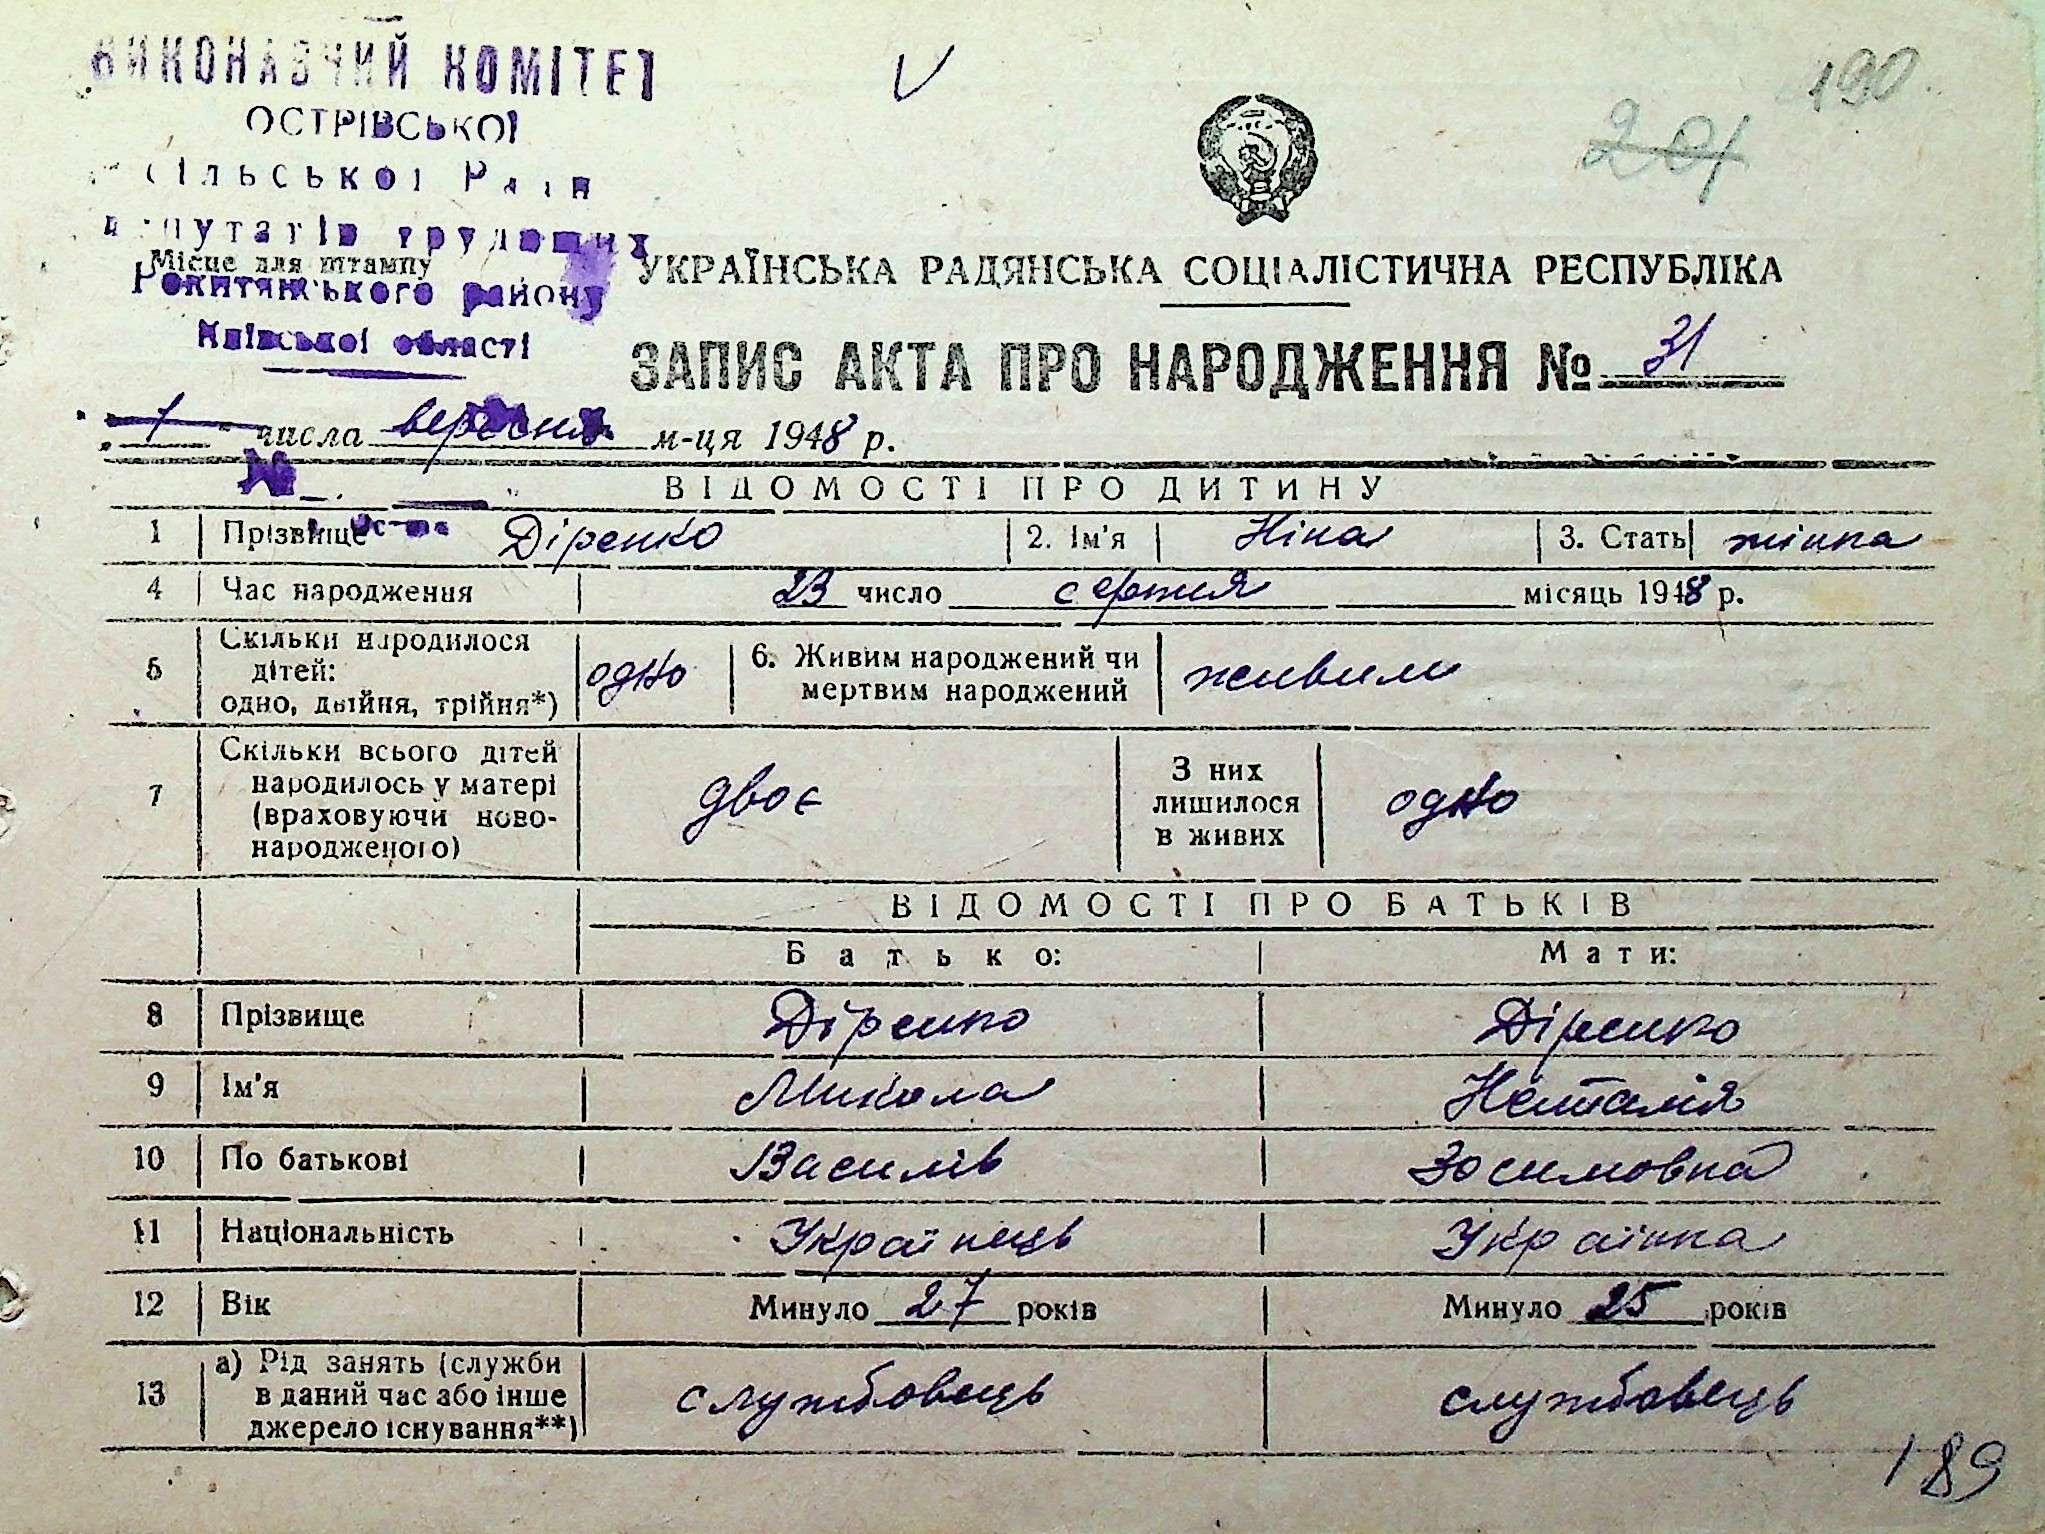 ВИКОНАВЧИЙ КОМІТЕТ
ОСТРІВСЬКОЇ
сільської Ради
депутатів трудящих
Місце для штампу
Рокитянського району
Київської області
190
201
УКРАЇНСЬКА РАДЯНСЬКА СОЦІАЛІСТИЧНА РЕСПУБЛІКА
ЗАПИС АКТА ПРО НАРОДЖЕННЯ № 31
„1“ числа вересня м-ця 1948 р.
№
ВІДОМОСТІ ПРО ДИТИНУ
1 Прізвище Діренко 2. Ім'я Ніна 3. Стать жінка
4 Час народження 23 число серпня місяць 1948 р.
5 Скільки народилося дітей: одно, двійня, трійня*) одно 6. Живим народжений чи мертвим народжений живим
7 Скільки всього дітей народилось у матері (враховуючи новонародженого) двоє З них лишилося в живих одно
ВІДОМОСТІ ПРО БАТЬКІВ
Батько: Мати:
8 Прізвище Діренко Діренко
9 Ім'я Микола Наталія
10 По батькові Василів Зосимовна
11 Національність Українець Українка
12 Вік Минуло 27 років Минуло 25 років
13 а) Рід занять (служби в даний час або інше джерело існування**) службовець службовець
189